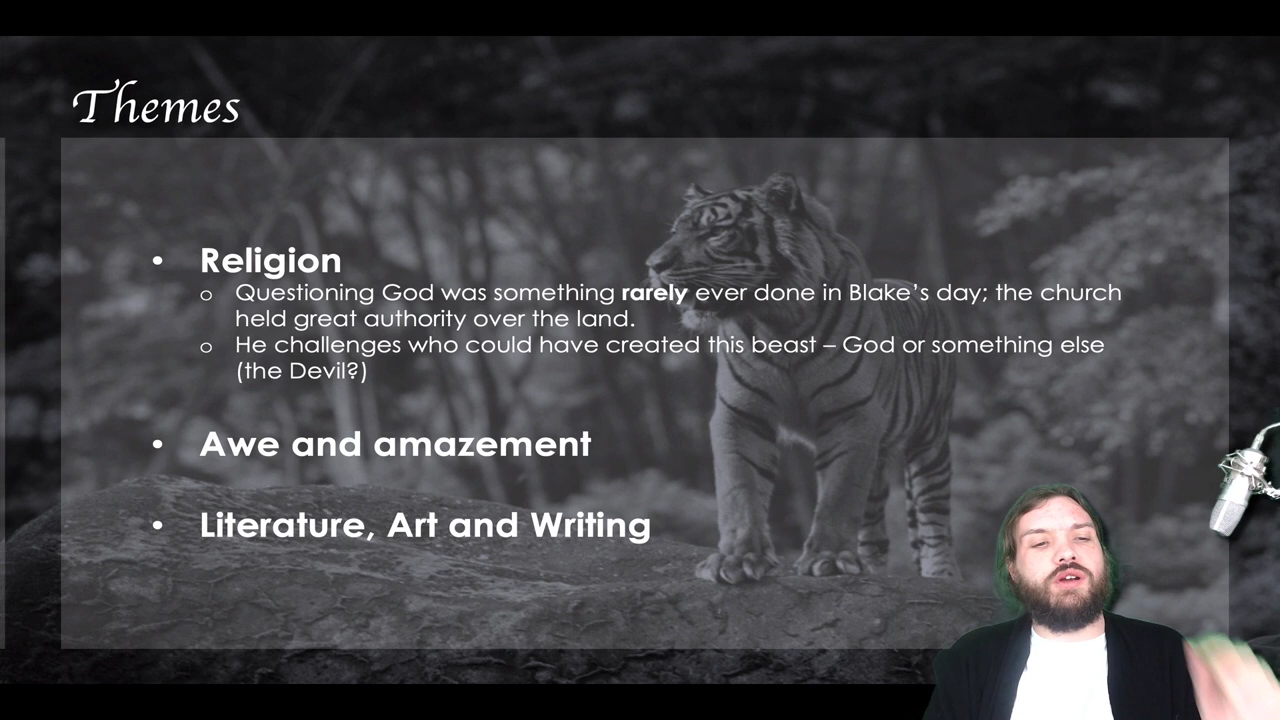 Themes
• Religion
o Questioning God was something rarely ever done in Blake’s day; the church
held great authority over the land.
o He challenges who could have created this beast – God or something else
(the Devil?)
• Awe and amazement
• Literature, Art and Writing